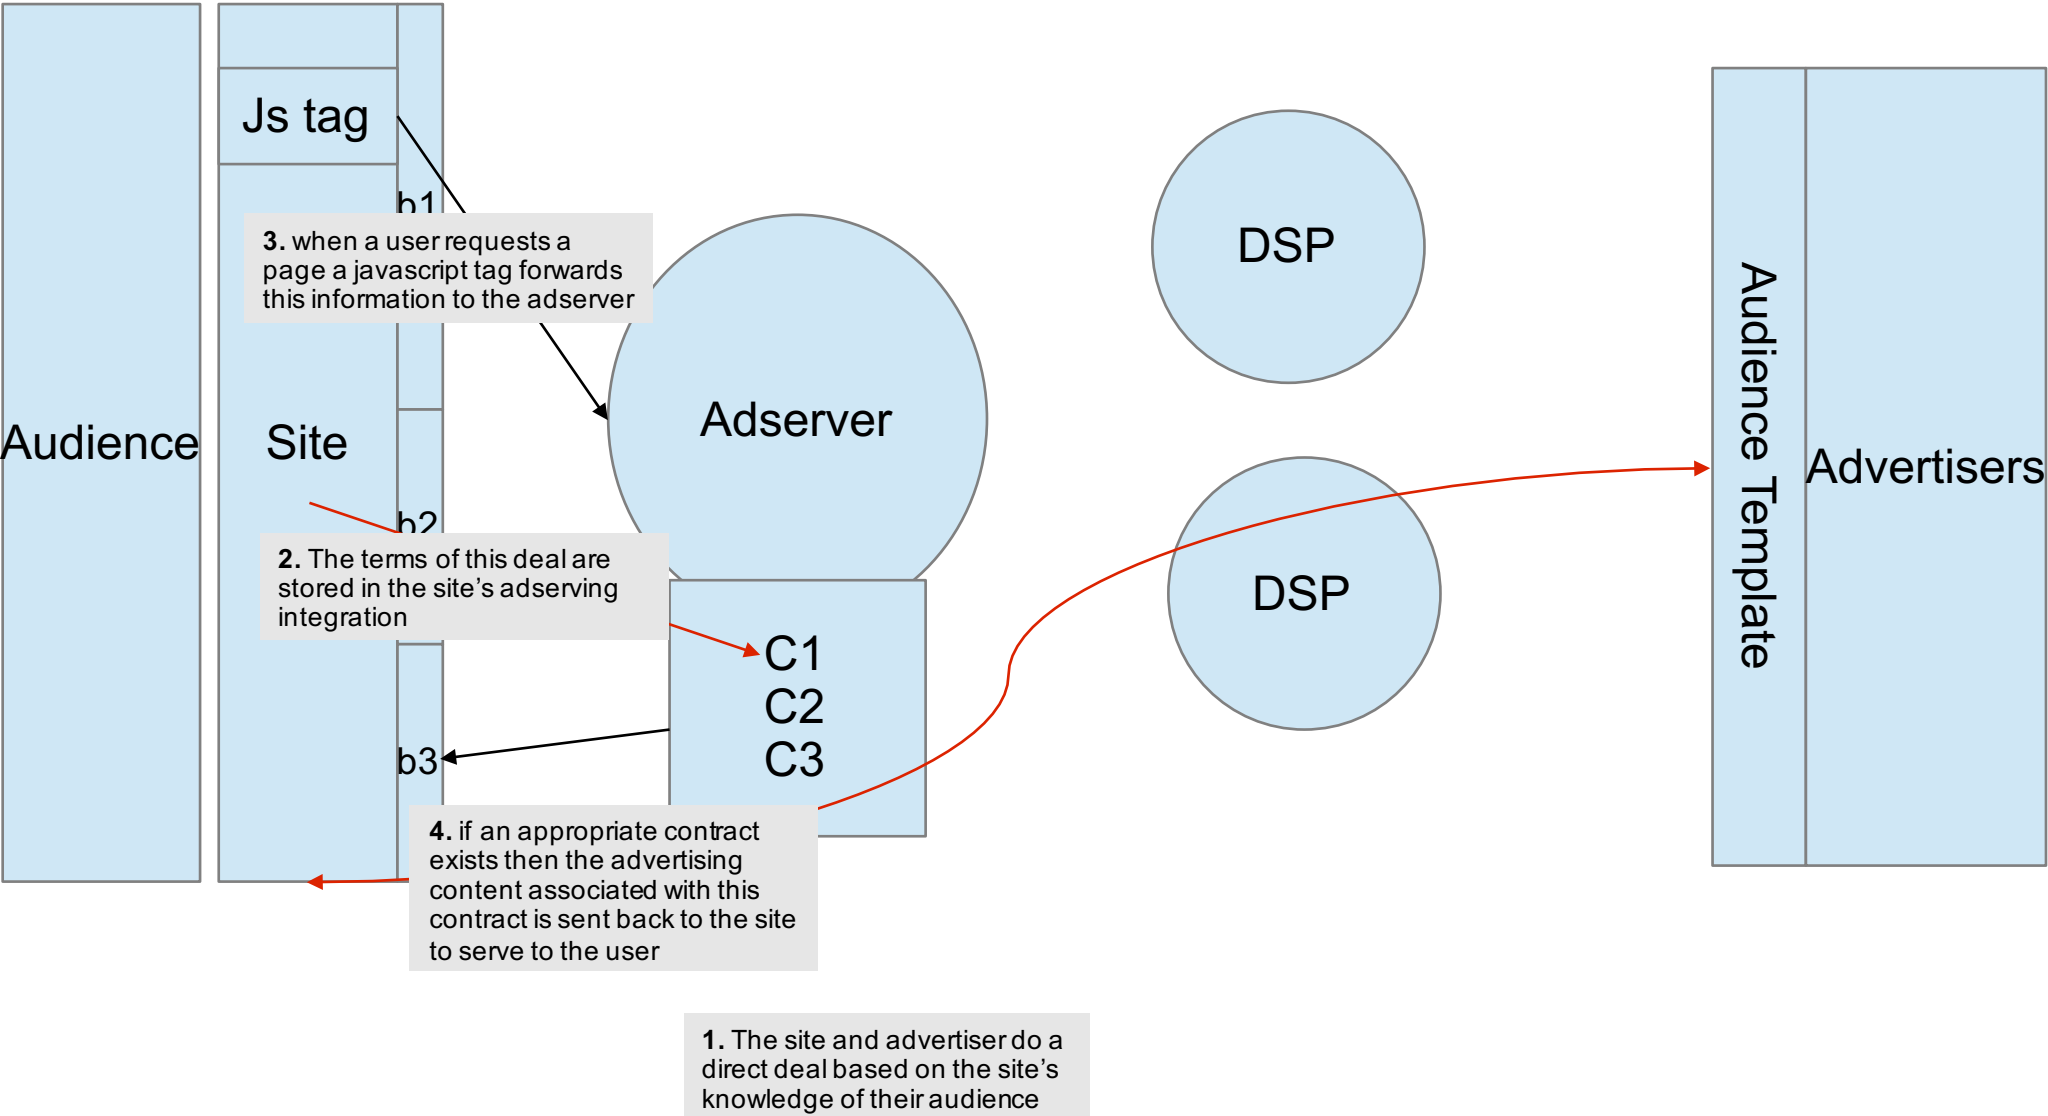 Js tag
b1
3. when a user requests a
page a javascript tag forwards
this information to the adserver
DSP
Audience
Site
Adserver
Audience Template
Advertisers
b2
2. The terms of this deal are
stored in the site's adserving
integration
DSP
C1
C2
C3
b3
4. if an appropriate contract
exists then the advertising
content associated with this
contract is sent back to the site
to serve to the user
1. The site and advertiser do a
direct deal based on the site's
knowledge of their audience